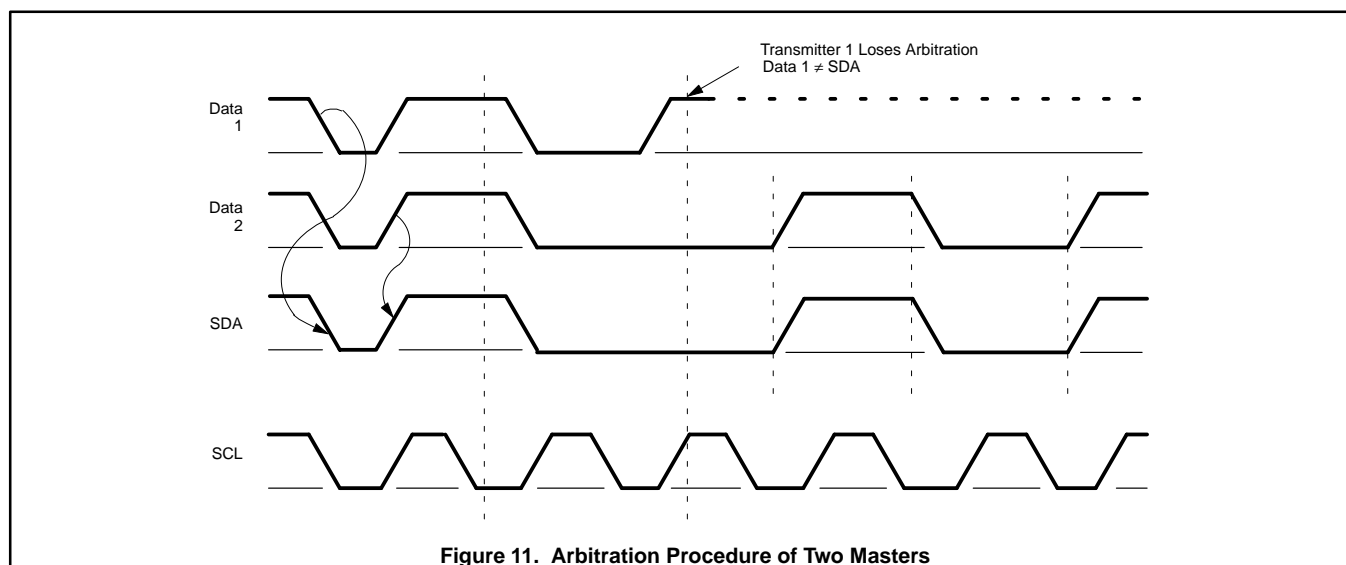 Transmitter 1 Loses Arbitration
Data 1 ≠ SDA
Data
1
Data
2
SDA
SCL
Figure 11. Arbitration Procedure of Two Masters